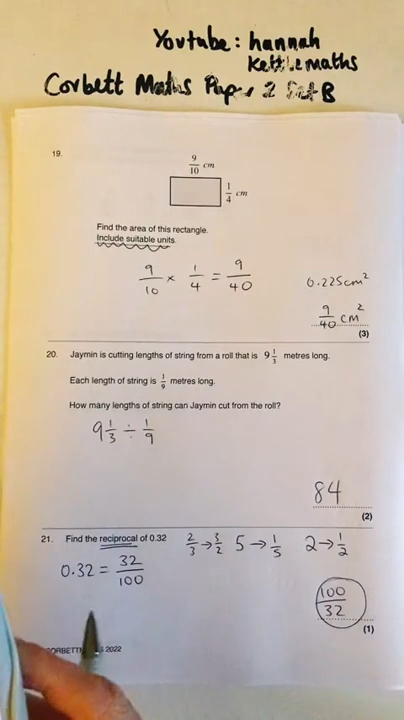 Youtube: hannah
Kettlemaths
Corbett Maths Paper 2 Set B
19.
9/10 cm
1/4 cm
Find the area of this rectangle.
Include suitable units.
9/10 × 1/4 = 9/40
0.225cm²
9/40 cm²
(3)
20. Jaymin is cutting lengths of string from a roll that is 9 1/3 metres long.
Each length of string is 1/9 metres long.
How many lengths of string can Jaymin cut from the roll?
9 1/3 ÷ 1/9
84
(2)
21. Find the reciprocal of 0.32
2/3 → 3/2 5 → 1/5 2 → 1/2
0.32 = 32/100
100/32
(1)
2022